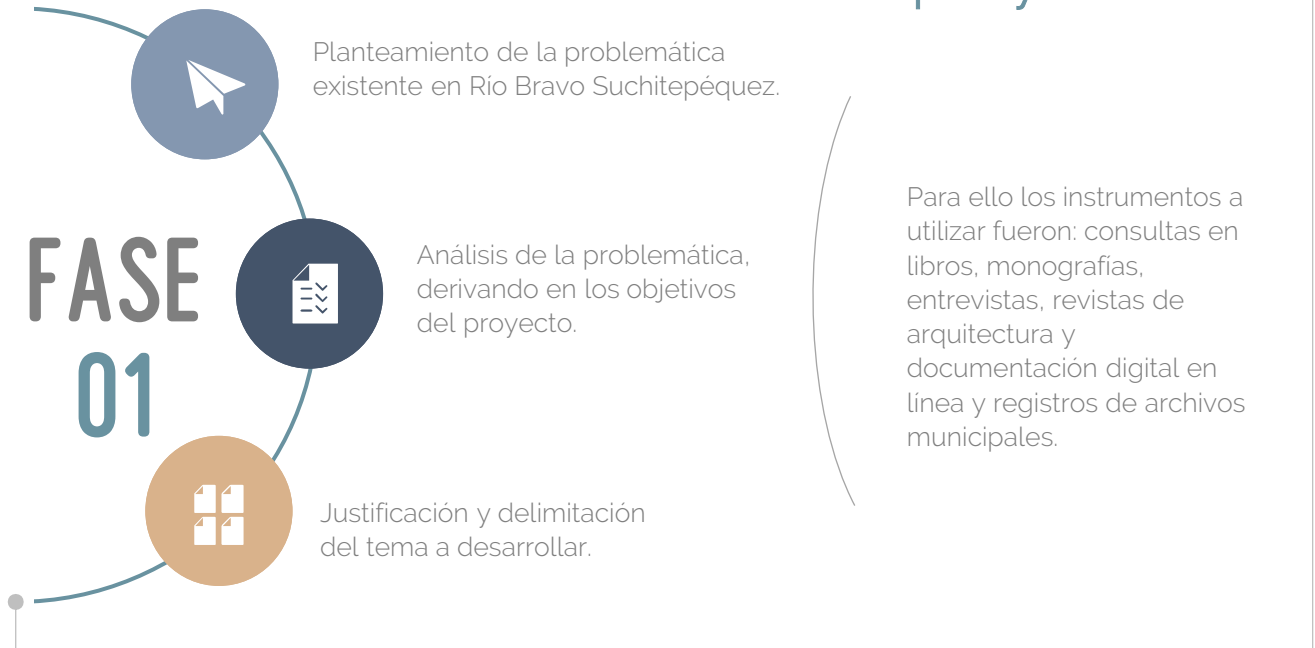 Planteamiento de la problemática
existente en Río Bravo Suchitepéquez.
FASE
01
Análisis de la problemática,
derivando en los objetivos
del proyecto.
Justificación y delimitación
del tema a desarrollar.
Para ello los instrumentos a
utilizar fueron: consultas en
libros, monografías,
entrevistas, revistas de
arquitectura y
documentación digital en
línea y registros de archivos
municipales.